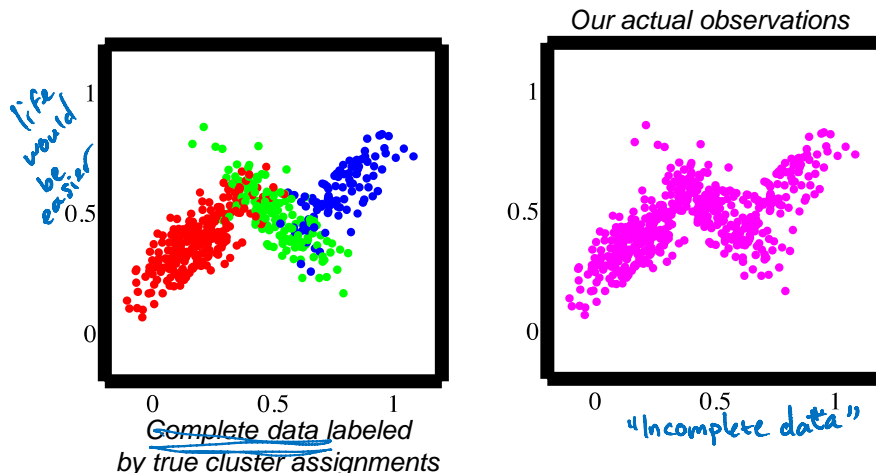 Our actual observations
life
would
be
easier
1
0.5
0
0
0.5
1
Complete data labeled
by true cluster assignments
1
0.5
0
0
0.5
1
"Incomplete data"